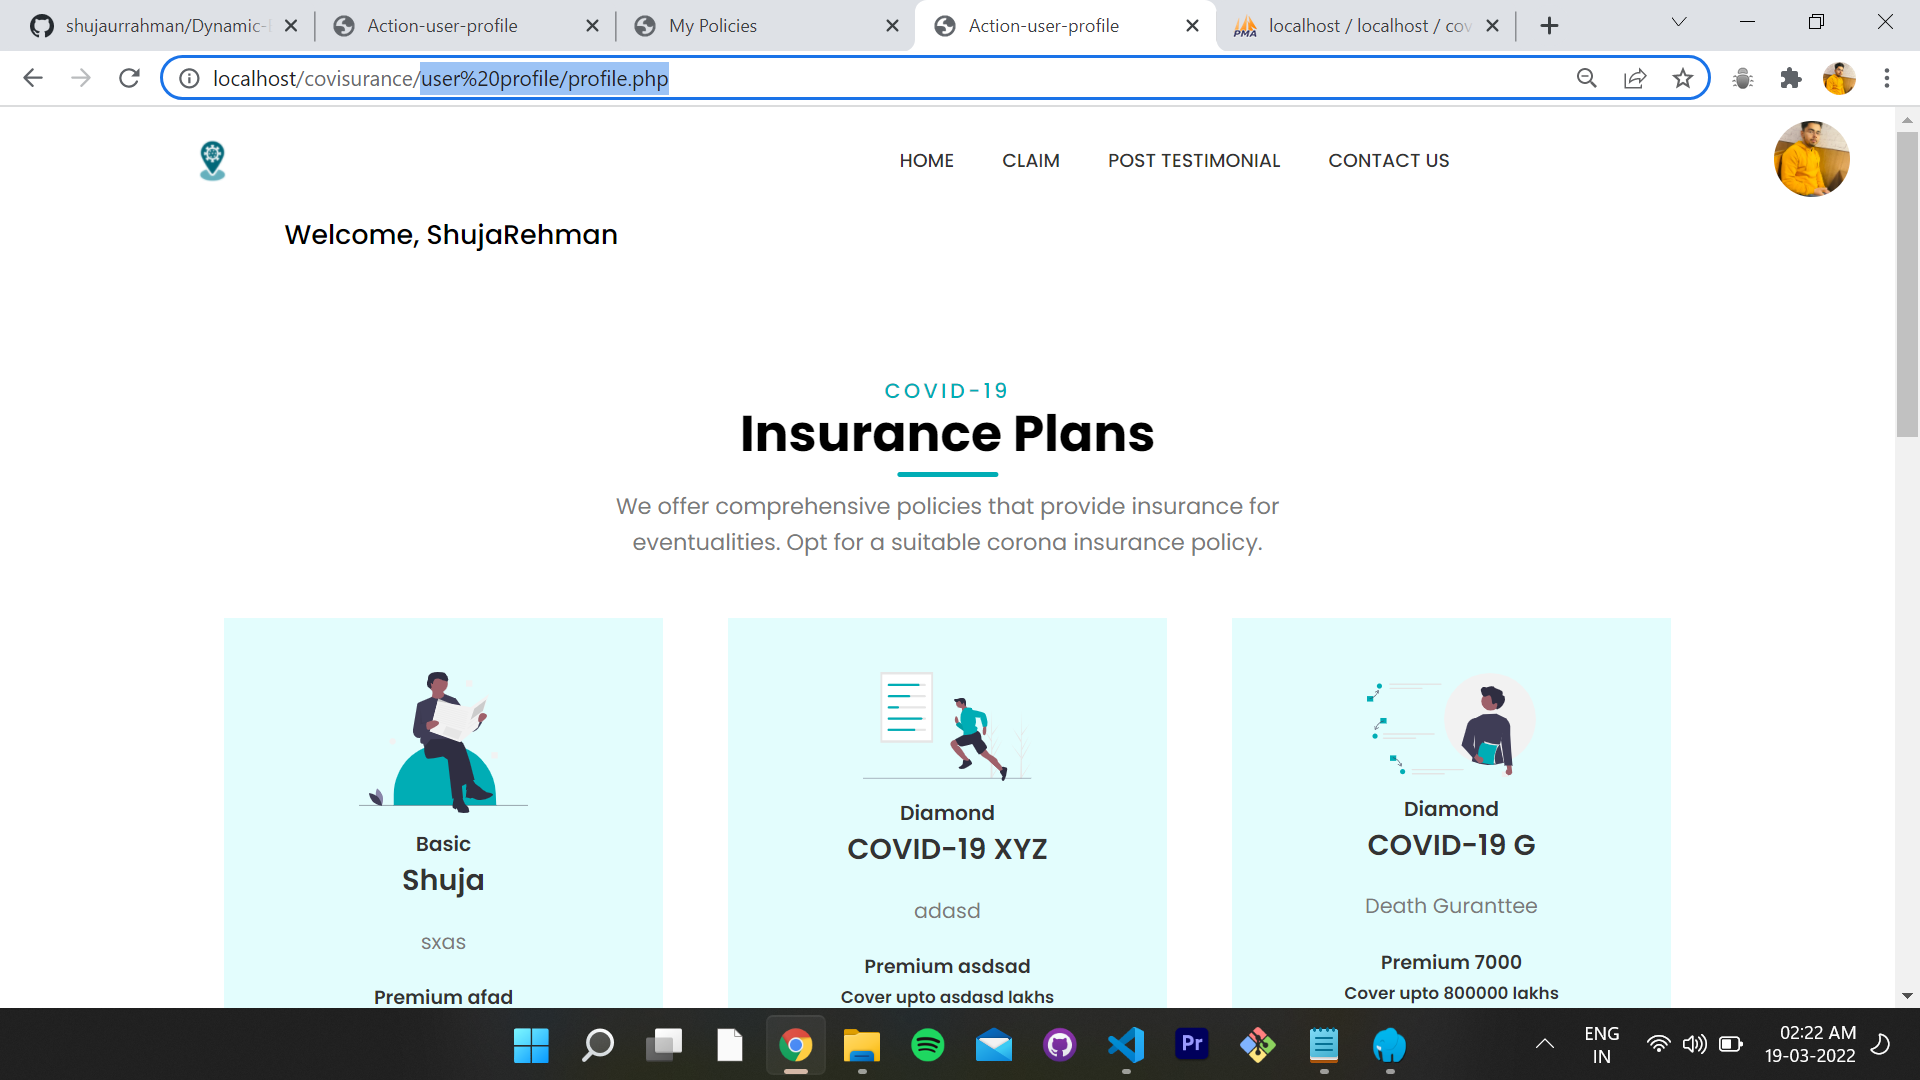 shujaurrahman/Dynamic-
Action-user-profile
My Policies
Action-user-profile
PMA
localhost / localhost / cov
localhost/covisurance/user%20profile/profile.php
HOME
CLAIM
POST TESTIMONIAL
CONTACT US
Welcome, ShujaRehman
COVID-19
Insurance Plans
We offer comprehensive policies that provide insurance for
eventualities. Opt for a suitable corona insurance policy.
Basic
Shuja
sxas
Premium afad
Diamond
COVID-19 XYZ
adasd
Premium asdsad
Cover upto asdasd lakhs
Diamond
COVID-19 G
Death Guranttee
Premium 7000
Cover upto 800000 lakhs
Pr
ENG
IN
02:22 AM
19-03-2022